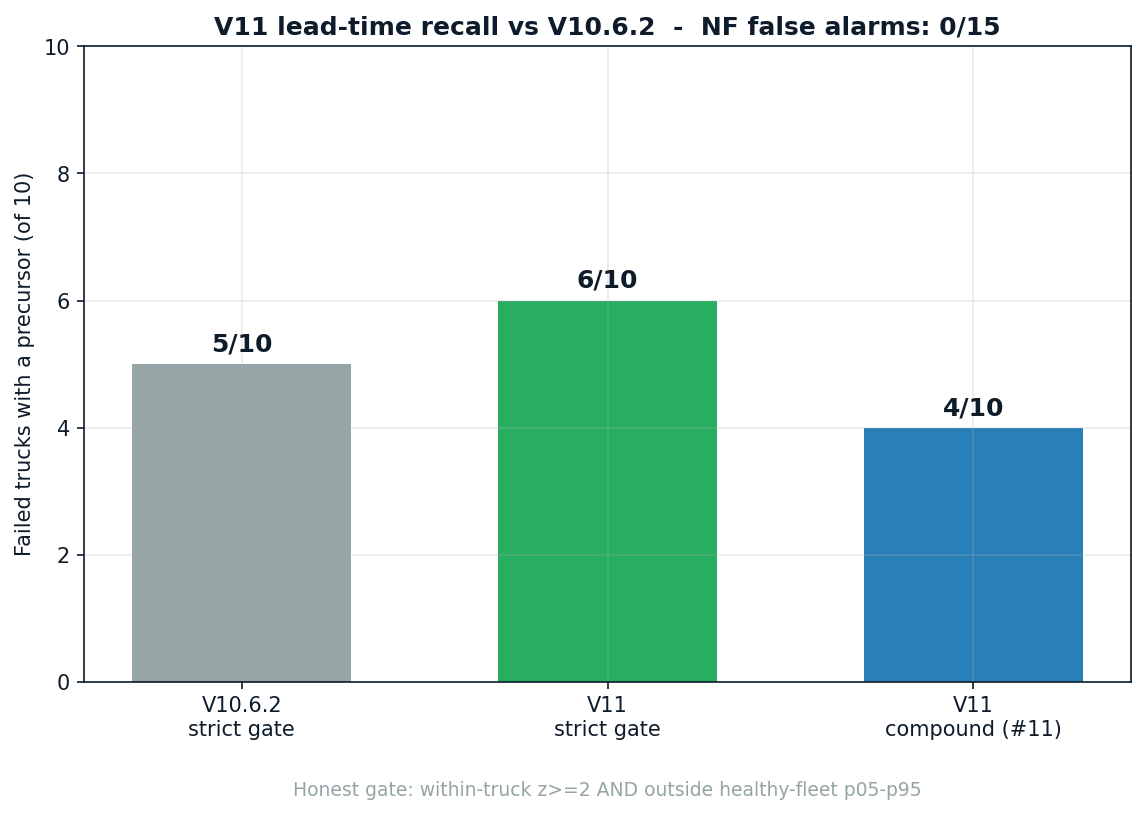 V11 lead-time recall vs V10.6.2  -  NF false alarms: 0/15
Failed trucks with a precursor (of 10)
10
8
6
4
2
0
5/10
6/10
4/10
V10.6.2
strict gate
V11
strict gate
V11
compound (#11)
Honest gate: within-truck z>=2 AND outside healthy-fleet p05-p95